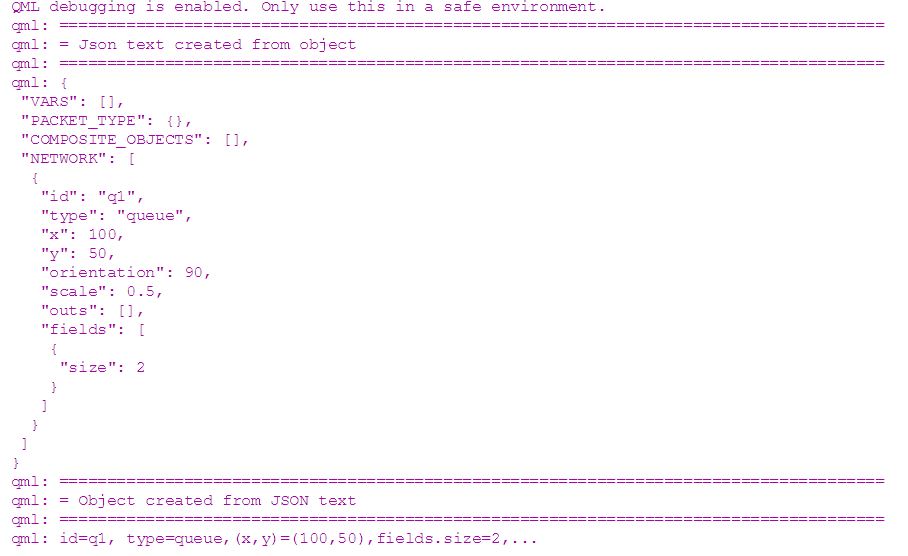 QML debugging is enabled. Only use this in a safe environment.
qml: ======================================================================================
qml: = Json text created from object
qml: ======================================================================================
qml: {
 "VARS": [],
 "PACKET_TYPE": {},
 "COMPOSITE_OBJECTS": [],
 "NETWORK": [
  {
   "id": "q1",
   "type": "queue",
   "x": 100,
   "y": 50,
   "orientation": 90,
   "scale": 0.5,
   "outs": [],
   "fields": [
    {
     "size": 2
    }
   ]
  }
 ]
}
qml: ======================================================================================
qml: = Object created from JSON text
qml: ======================================================================================
qml: id=q1, type=queue,(x,y)=(100,50),fields.size=2,...